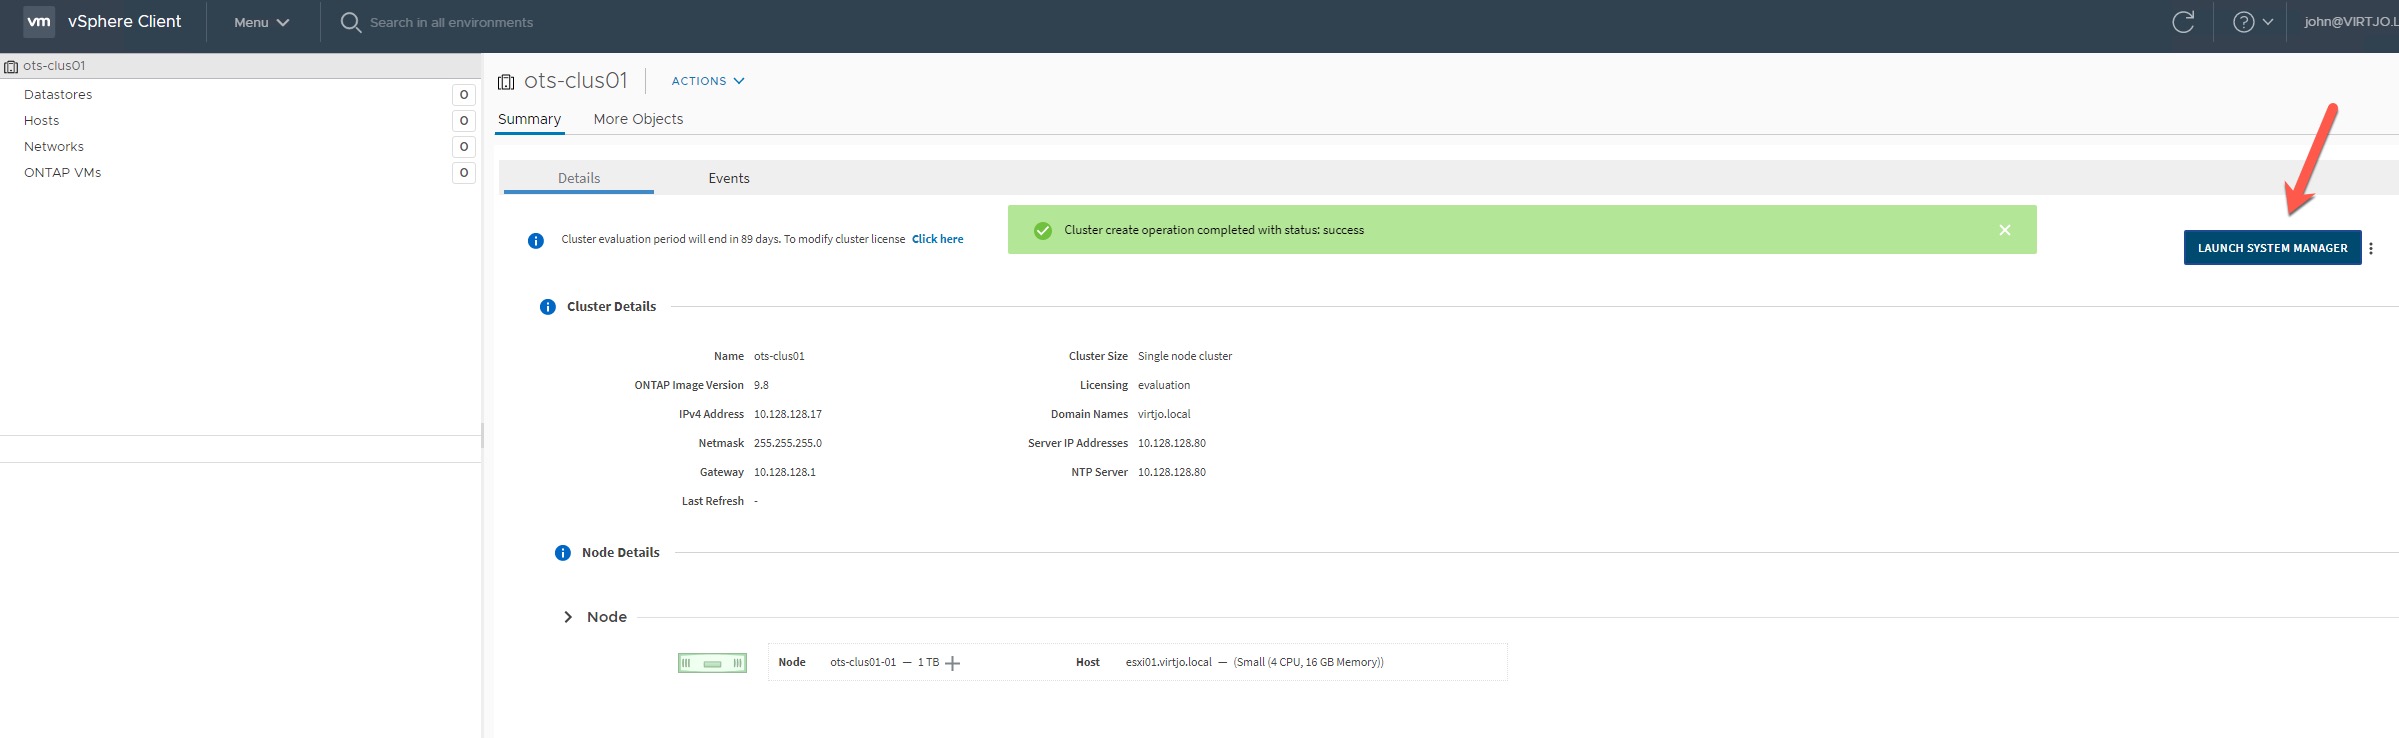 vm vSphere Client Menu Search in all environments john@VIRTJO.L
ots-clus01
Datastores 0
Hosts 0
Networks 0
ONTAP VMs 0
ots-clus01 ACTIONS
Summary More Objects
Details Events
Cluster evaluation period will end in 89 days. To modify cluster license Click here
Cluster create operation completed with status: success
LAUNCH SYSTEM MANAGER
Cluster Details
Name ots-clus01 Cluster Size Single node cluster
ONTAP Image Version 9.8 Licensing evaluation
IPv4 Address 10.128.128.17 Domain Names virtjo.local
Netmask 255.255.255.0 Server IP Addresses 10.128.128.80
Gateway 10.128.128.1 NTP Server 10.128.128.80
Last Refresh -
Node Details
Node
Node ots-clus01-01 — 1 TB Host esxi01.virtjo.local — (Small (4 CPU, 16 GB Memory))